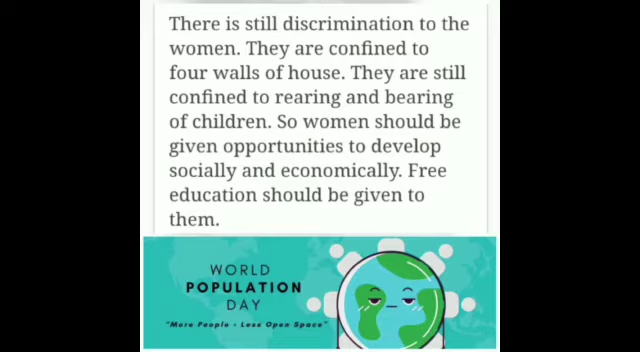 There is still discrimination to the
women. They are confined to
four walls of house. They are still
confined to rearing and bearing
of children. So women should be
given opportunities to develop
socially and economically. Free
education should be given to
them.
WORLD
POPULATION
DAY
"More People - Less Open Space"